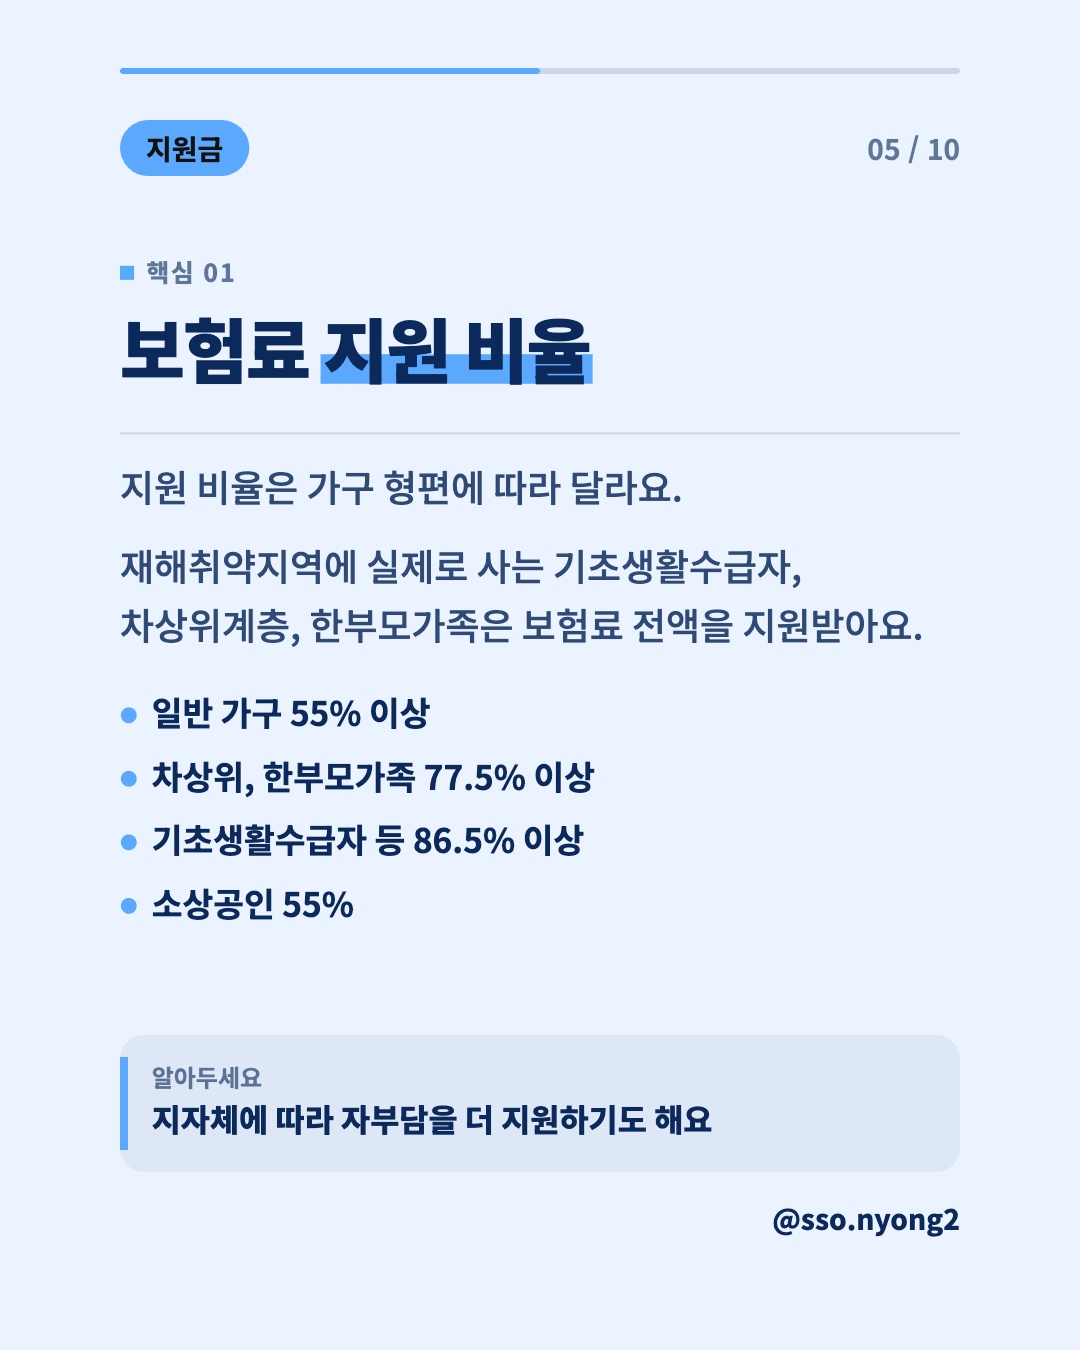 지원금
05 / 10
핵심 01
보험료 지원 비율
지원 비율은 가구 형편에 따라 달라요.
재해취약지역에 실제로 사는 기초생활수급자,
차상위계층, 한부모가족은 보험료 전액을 지원받아요.
일반 가구 55% 이상
차상위, 한부모가족 77.5% 이상
기초생활수급자 등 86.5% 이상
소상공인 55%
알아두세요
지자체에 따라 자부담을 더 지원하기도 해요
@sso.nyong2